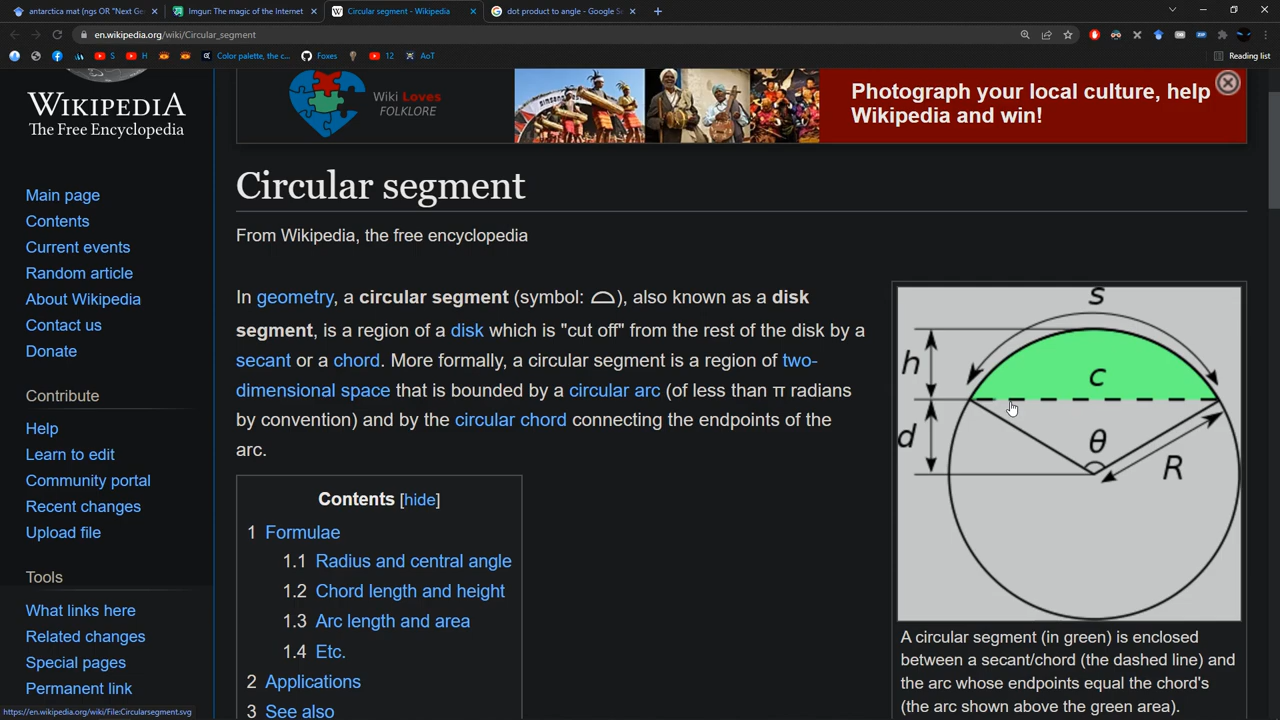 antarctica mat (ngs OR "Next Ge
Imgur: The magic of the Internet
Circular segment - Wikipedia
dot product to angle - Google Se
en.wikipedia.org/wiki/Circular_segment
S
H
Color palette, the c...
Foxes
12
AoT
Reading list
WIKIPEDIA
The Free Encyclopedia
Main page
Contents
Current events
Random article
About Wikipedia
Contact us
Donate
Contribute
Help
Learn to edit
Community portal
Recent changes
Upload file
Tools
What links here
Related changes
Special pages
Permanent link
Wiki Loves
FOLKLORE
Photograph your local culture, help
Wikipedia and win!
Circular segment
From Wikipedia, the free encyclopedia
In geometry, a circular segment (symbol: ⌓), also known as a disk
segment, is a region of a disk which is "cut off" from the rest of the disk by a
secant or a chord. More formally, a circular segment is a region of two-
dimensional space that is bounded by a circular arc (of less than π radians
by convention) and by the circular chord connecting the endpoints of the
arc.
Contents [hide]
1 Formulae
1.1 Radius and central angle
1.2 Chord length and height
1.3 Arc length and area
1.4 Etc.
2 Applications
3 See also
s
h
c
d
θ
R
A circular segment (in green) is enclosed
between a secant/chord (the dashed line) and
the arc whose endpoints equal the chord's
(the arc shown above the green area).
https://en.wikipedia.org/wiki/File:Circularsegment.svg